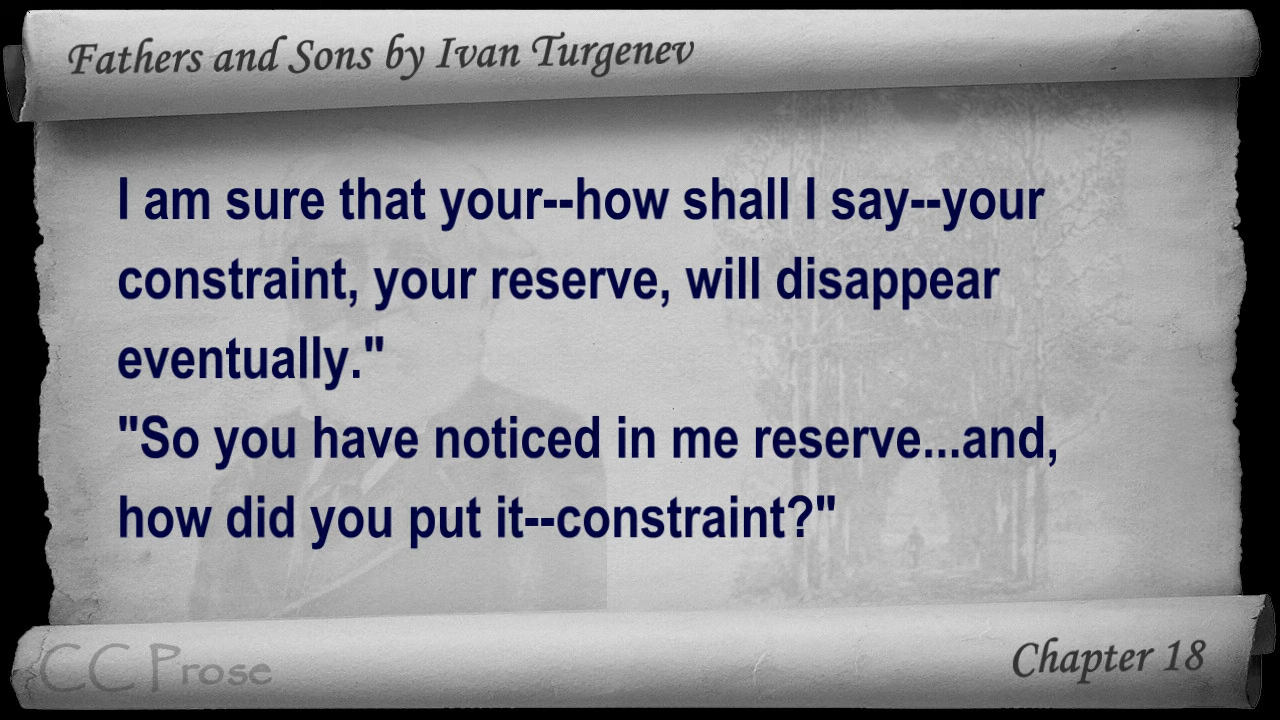 Fathers and Sons by Ivan Turgenev
I am sure that your--how shall I say--your
constraint, your reserve, will disappear
eventually."
"So you have noticed in me reserve...and,
how did you put it--constraint?"
CC Prose
Chapter 18